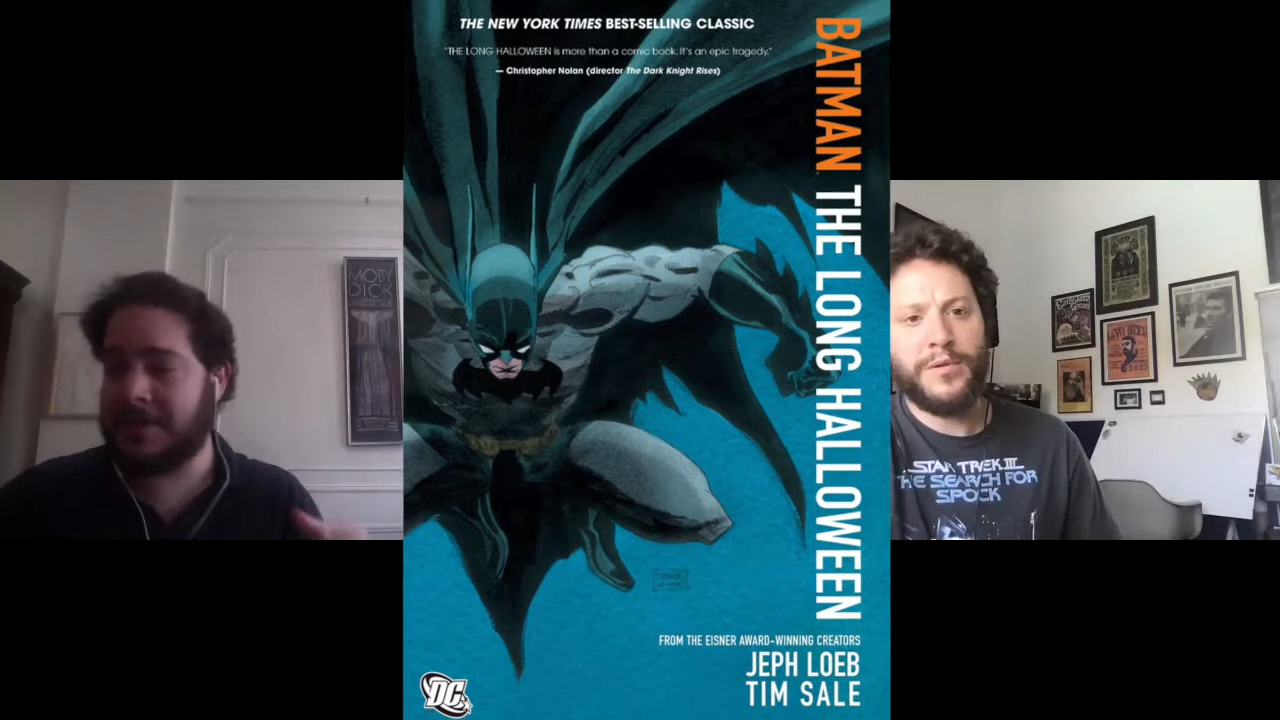 THE NEW YORK TIMES BEST-SELLING CLASSIC
"THE LONG HALLOWEEN is more than a comic book. It's an epic tragedy."
— Christopher Nolan (director The Dark Knight Rises)
BATMAN THE LONG HALLOWEEN
FROM THE EISNER AWARD-WINNING CREATORS
JEPH LOEB
TIM SALE
DC
MOBY
DICK
STAR TREK III
THE SEARCH FOR
SPOCK